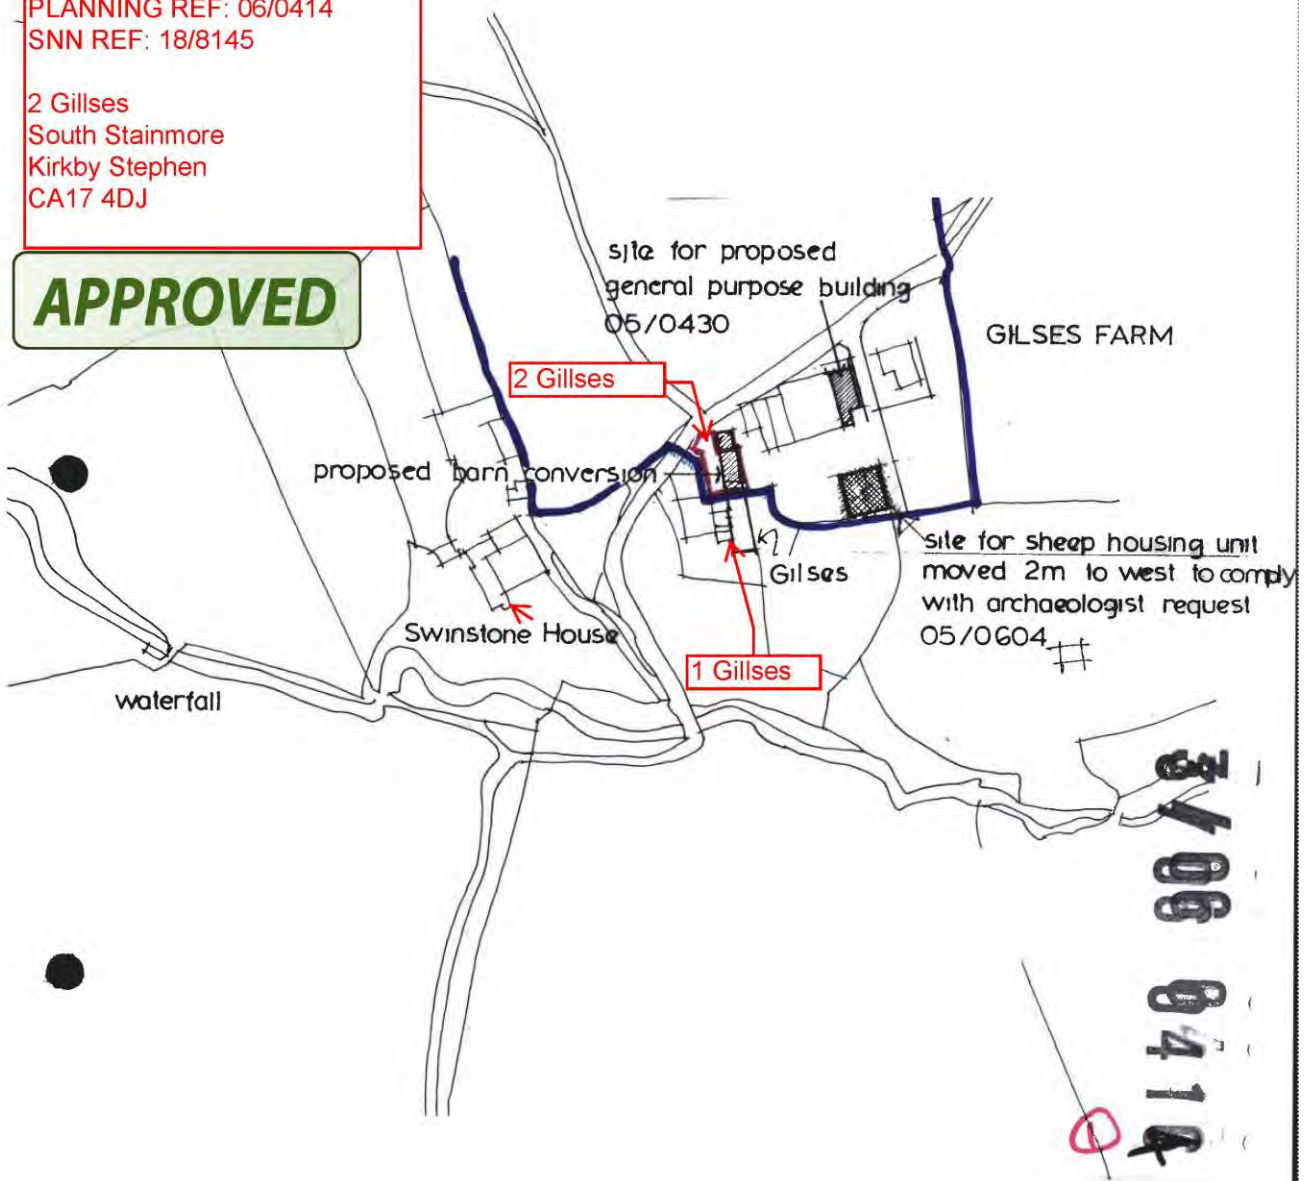 PLANNING REF: 06/0414
SNN REF: 18/8145
2 Gillses
South Stainmore
Kirkby Stephen
CA17 4DJ
APPROVED
site for proposed
general purpose building
05/0430
GILSES FARM
2 Gillses
proposed barn conversion
Gilses
site for sheep housing unit
moved 2m to west to comply
with archaeologist request
05/0604
Swinstone House
1 Gillses
waterfall